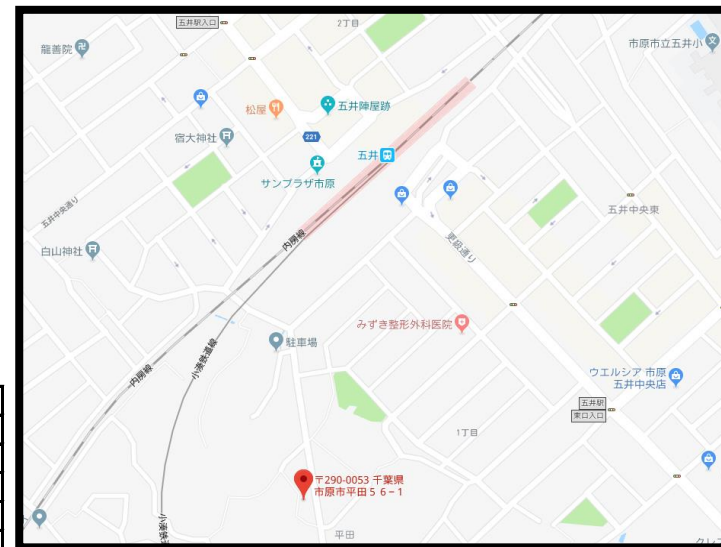 五井駅入口
2丁目
龍善院
市原市立五井小
松屋
五井陣屋跡
宿大神社
221
五井
サンプラザ市原
五井中央通り
五井中央東
白山神社
内房線
更級通り
みずき整形外科医院
駐車場
小湊鉄道線
内房線
ウエルシア 市原
五井中央店
五井駅
東口入口
1丁目
〒290-0053 千葉県
市原市平田56-1
小湊鉄
平田
クレ